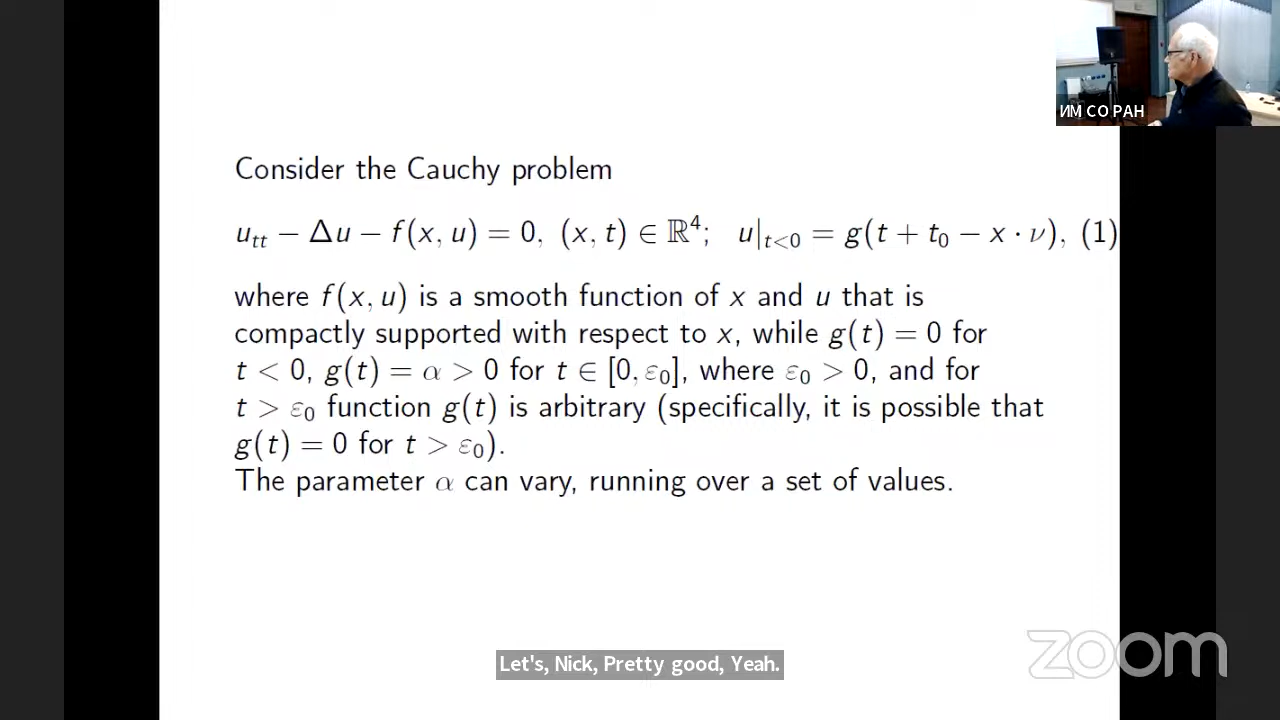 ИМ СО РАН
Consider the Cauchy problem
u_tt − Δu − f(x, u) = 0, (x, t) ∈ ℝ⁴; u|_{t<0} = g(t + t₀ − x · ν), (1)
where f(x, u) is a smooth function of x and u that is
compactly supported with respect to x, while g(t) = 0 for
t < 0, g(t) = α > 0 for t ∈ [0, ε₀], where ε₀ > 0, and for
t > ε₀ function g(t) is arbitrary (specifically, it is possible that
g(t) = 0 for t > ε₀).
The parameter α can vary, running over a set of values.
Let's, Nick, Pretty good, Yeah.
zoom